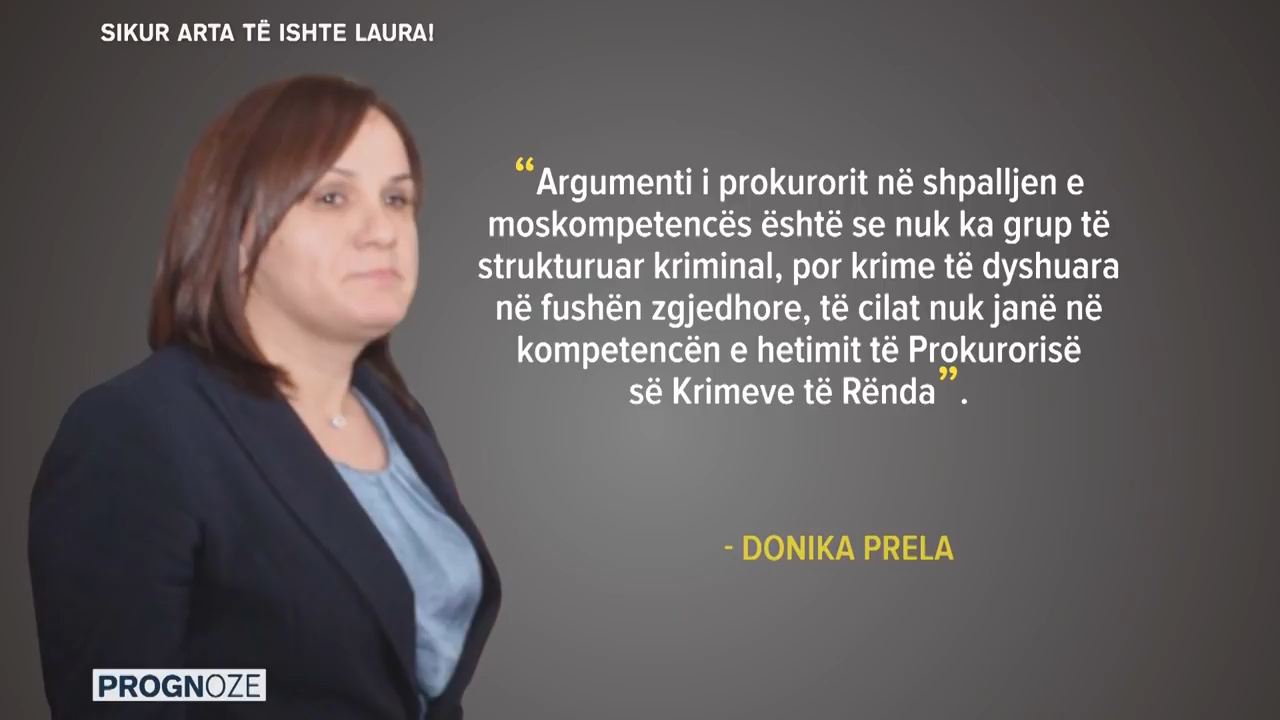 SIKUR ARTA TË ISHTE LAURA!
“Argumenti i prokurorit në shpalljen e
moskompetencës është se nuk ka grup të
strukturuar kriminal, por krime të dyshuara
në fushën zgjedhore, të cilat nuk janë në
kompetencën e hetimit të Prokurorisë
së Krimeve të Rënda”.
- DONIKA PRELA
PROGNOZE